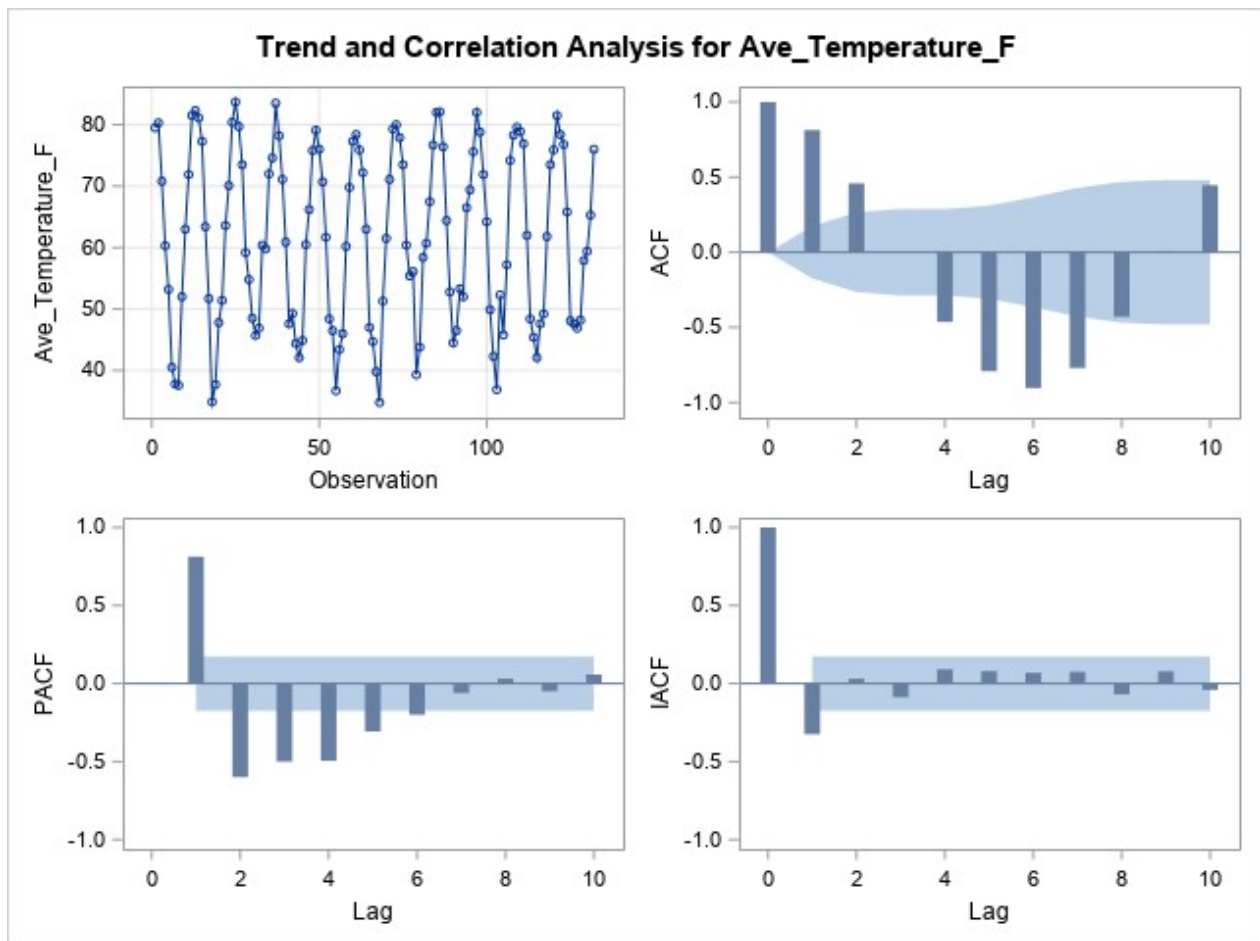 Trend and Correlation Analysis for Ave_Temperature_F
Ave_Temperature_F
80
70
60
50
40
0 50 100
Observation
ACF
1.0
0.5
0.0
-0.5
-1.0
0 2 4 6 8 10
Lag
PACF
1.0
0.5
0.0
-0.5
-1.0
0 2 4 6 8 10
Lag
IACF
1.0
0.5
0.0
-0.5
-1.0
0 2 4 6 8 10
Lag